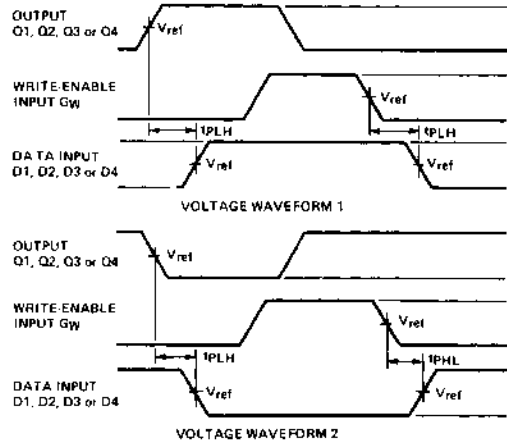 OUTPUT
Q1, Q2, Q3 or Q4
Vref
WRITE-ENABLE
INPUT GW
Vref
tPLH
tPLH
DATA INPUT
D1, D2, D3 or D4
Vref
Vref
VOLTAGE WAVEFORM 1
OUTPUT
Q1, Q2, Q3 or Q4
Vref
WRITE-ENABLE
INPUT GW
Vref
tPLH
tPHL
DATA INPUT
D1, D2, D3 or D4
Vref
Vref
VOLTAGE WAVEFORM 2